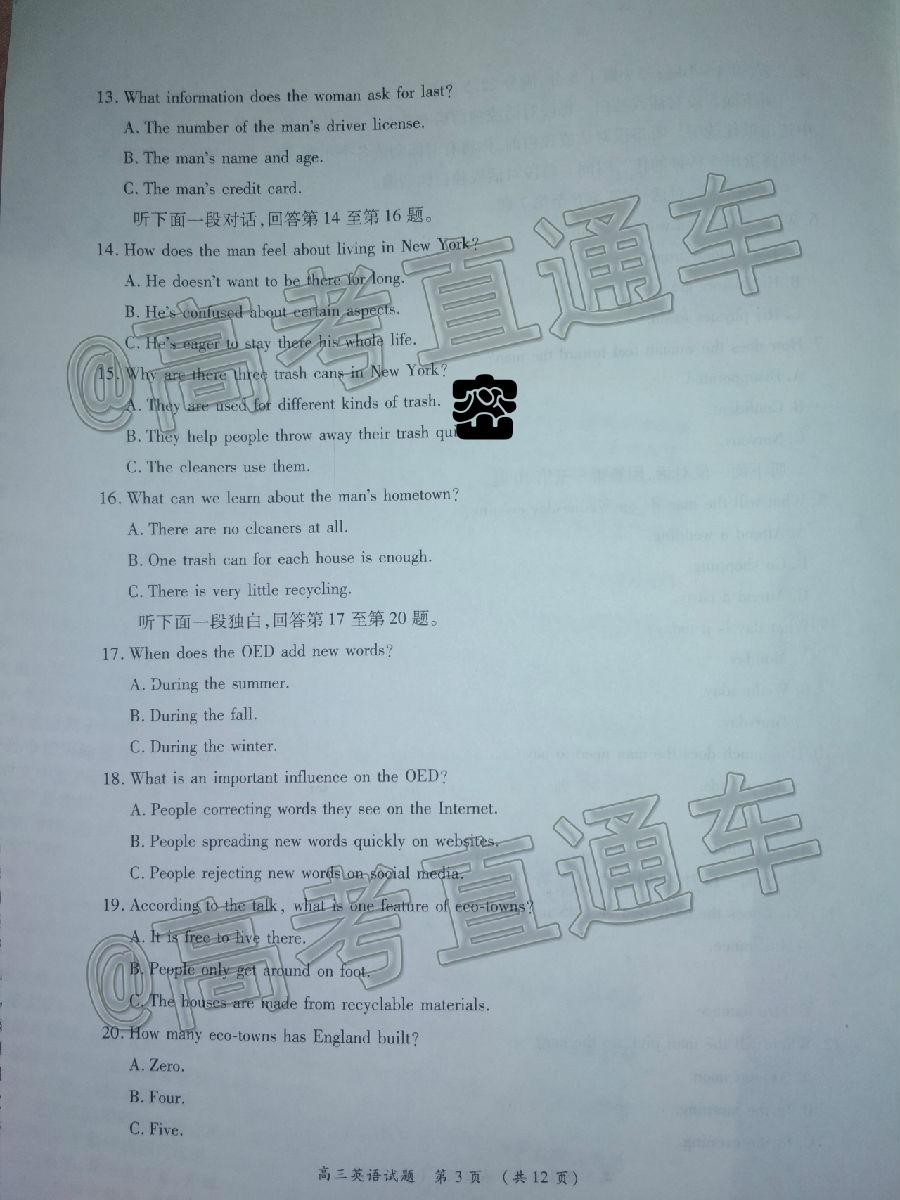 13. What information does the woman ask for last?
A. The number of the man's driver license.
B. The man's name and age.
C. The man's credit card.
听下面一段对话,回答第 14 至第 16 题。
14. How does the man feel about living in New York?
A. He doesn't want to be there for long.
B. He's confused about certain aspects.
C. He's eager to stay there his whole life.
15. Why are there three trash cans in New York?
A. They are used for different kinds of trash.
B. They help people throw away their trash
C. The cleaners use them.
16. What can we learn about the man's hometown?
A. There are no cleaners at all.
B. One trash can for each house is enough.
C. There is very little recycling.
听下面一段独白,回答第 17 至第 20 题。
17. When does the OED add new words?
A. During the summer.
B. During the fall.
C. During the winter.
18. What is an important influence on the OED?
A. People correcting words they see on the Internet.
B. People spreading new words quickly on websites.
C. People rejecting new words on social media.
19. According to the talk, what is one feature of eco-towns?
A. It is free to live there.
B. People only get around on foot.
C. The houses are made from recyclable materials.
20. How many eco-towns has England built?
A. Zero.
B. Four.
C. Five.
高三英语试题 第 3 页 (共 12 页)
@高考直通车
@高考直通车